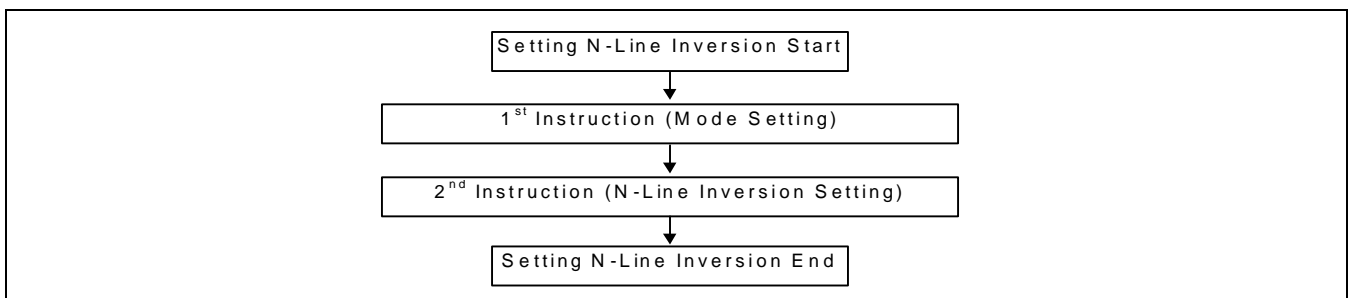 Setting N-Line Inversion Start
1st Instruction (Mode Setting)
2nd Instruction (N-Line Inversion Setting)
Setting N-Line Inversion End